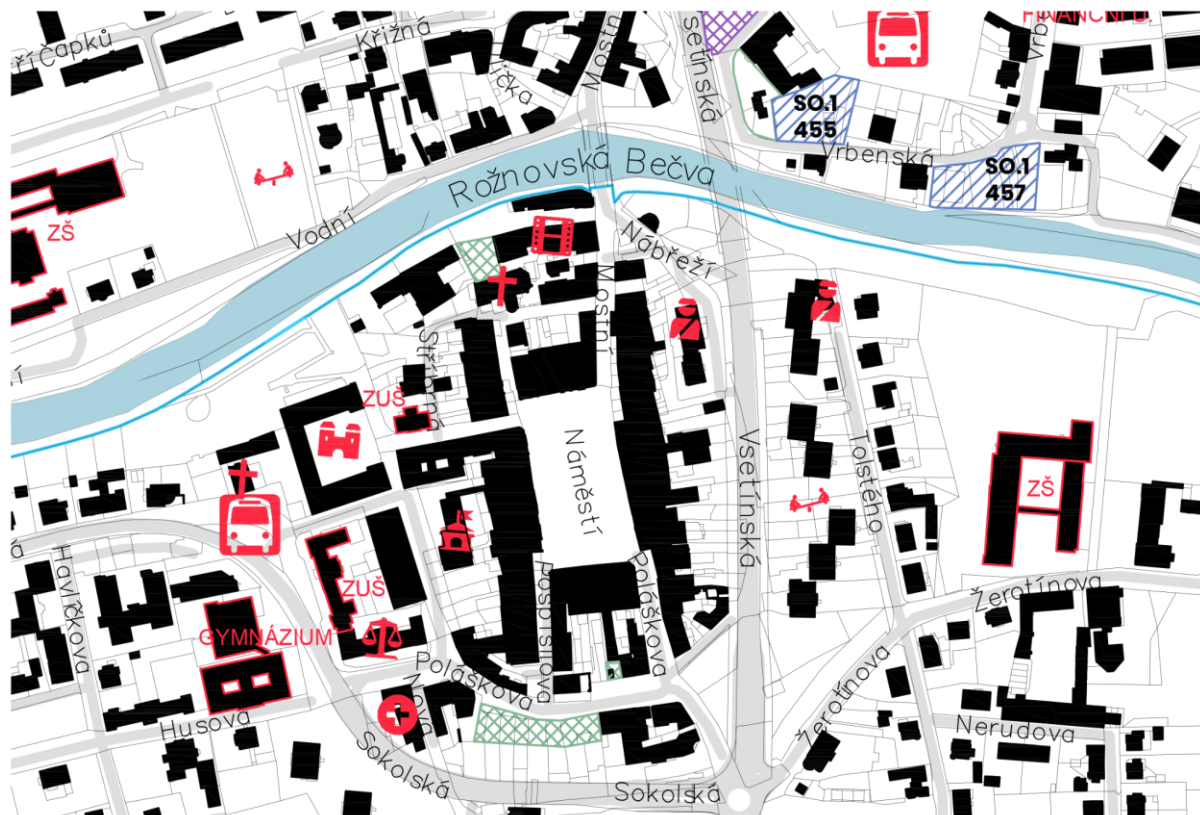 ří Čapků
Křižná
Mostní
Vsetínská
FINANČNÍ Ú.
SO.1
455
Vrbenská
SO.1
457
Rožnovská Bečva
ZŠ
Vodní
Nábřeží
Mostní
Stříbrná
ZUŠ
Náměstí
Vsetínská
Tolstého
ZŠ
Havlíčkova
ZUŠ
GYMNÁZIUM
Pospíšilova
Poláškova
Žerotínova
Poláškova
Nová
Husova
Sokolská
Žerotínova
Nerudova
Sokolská